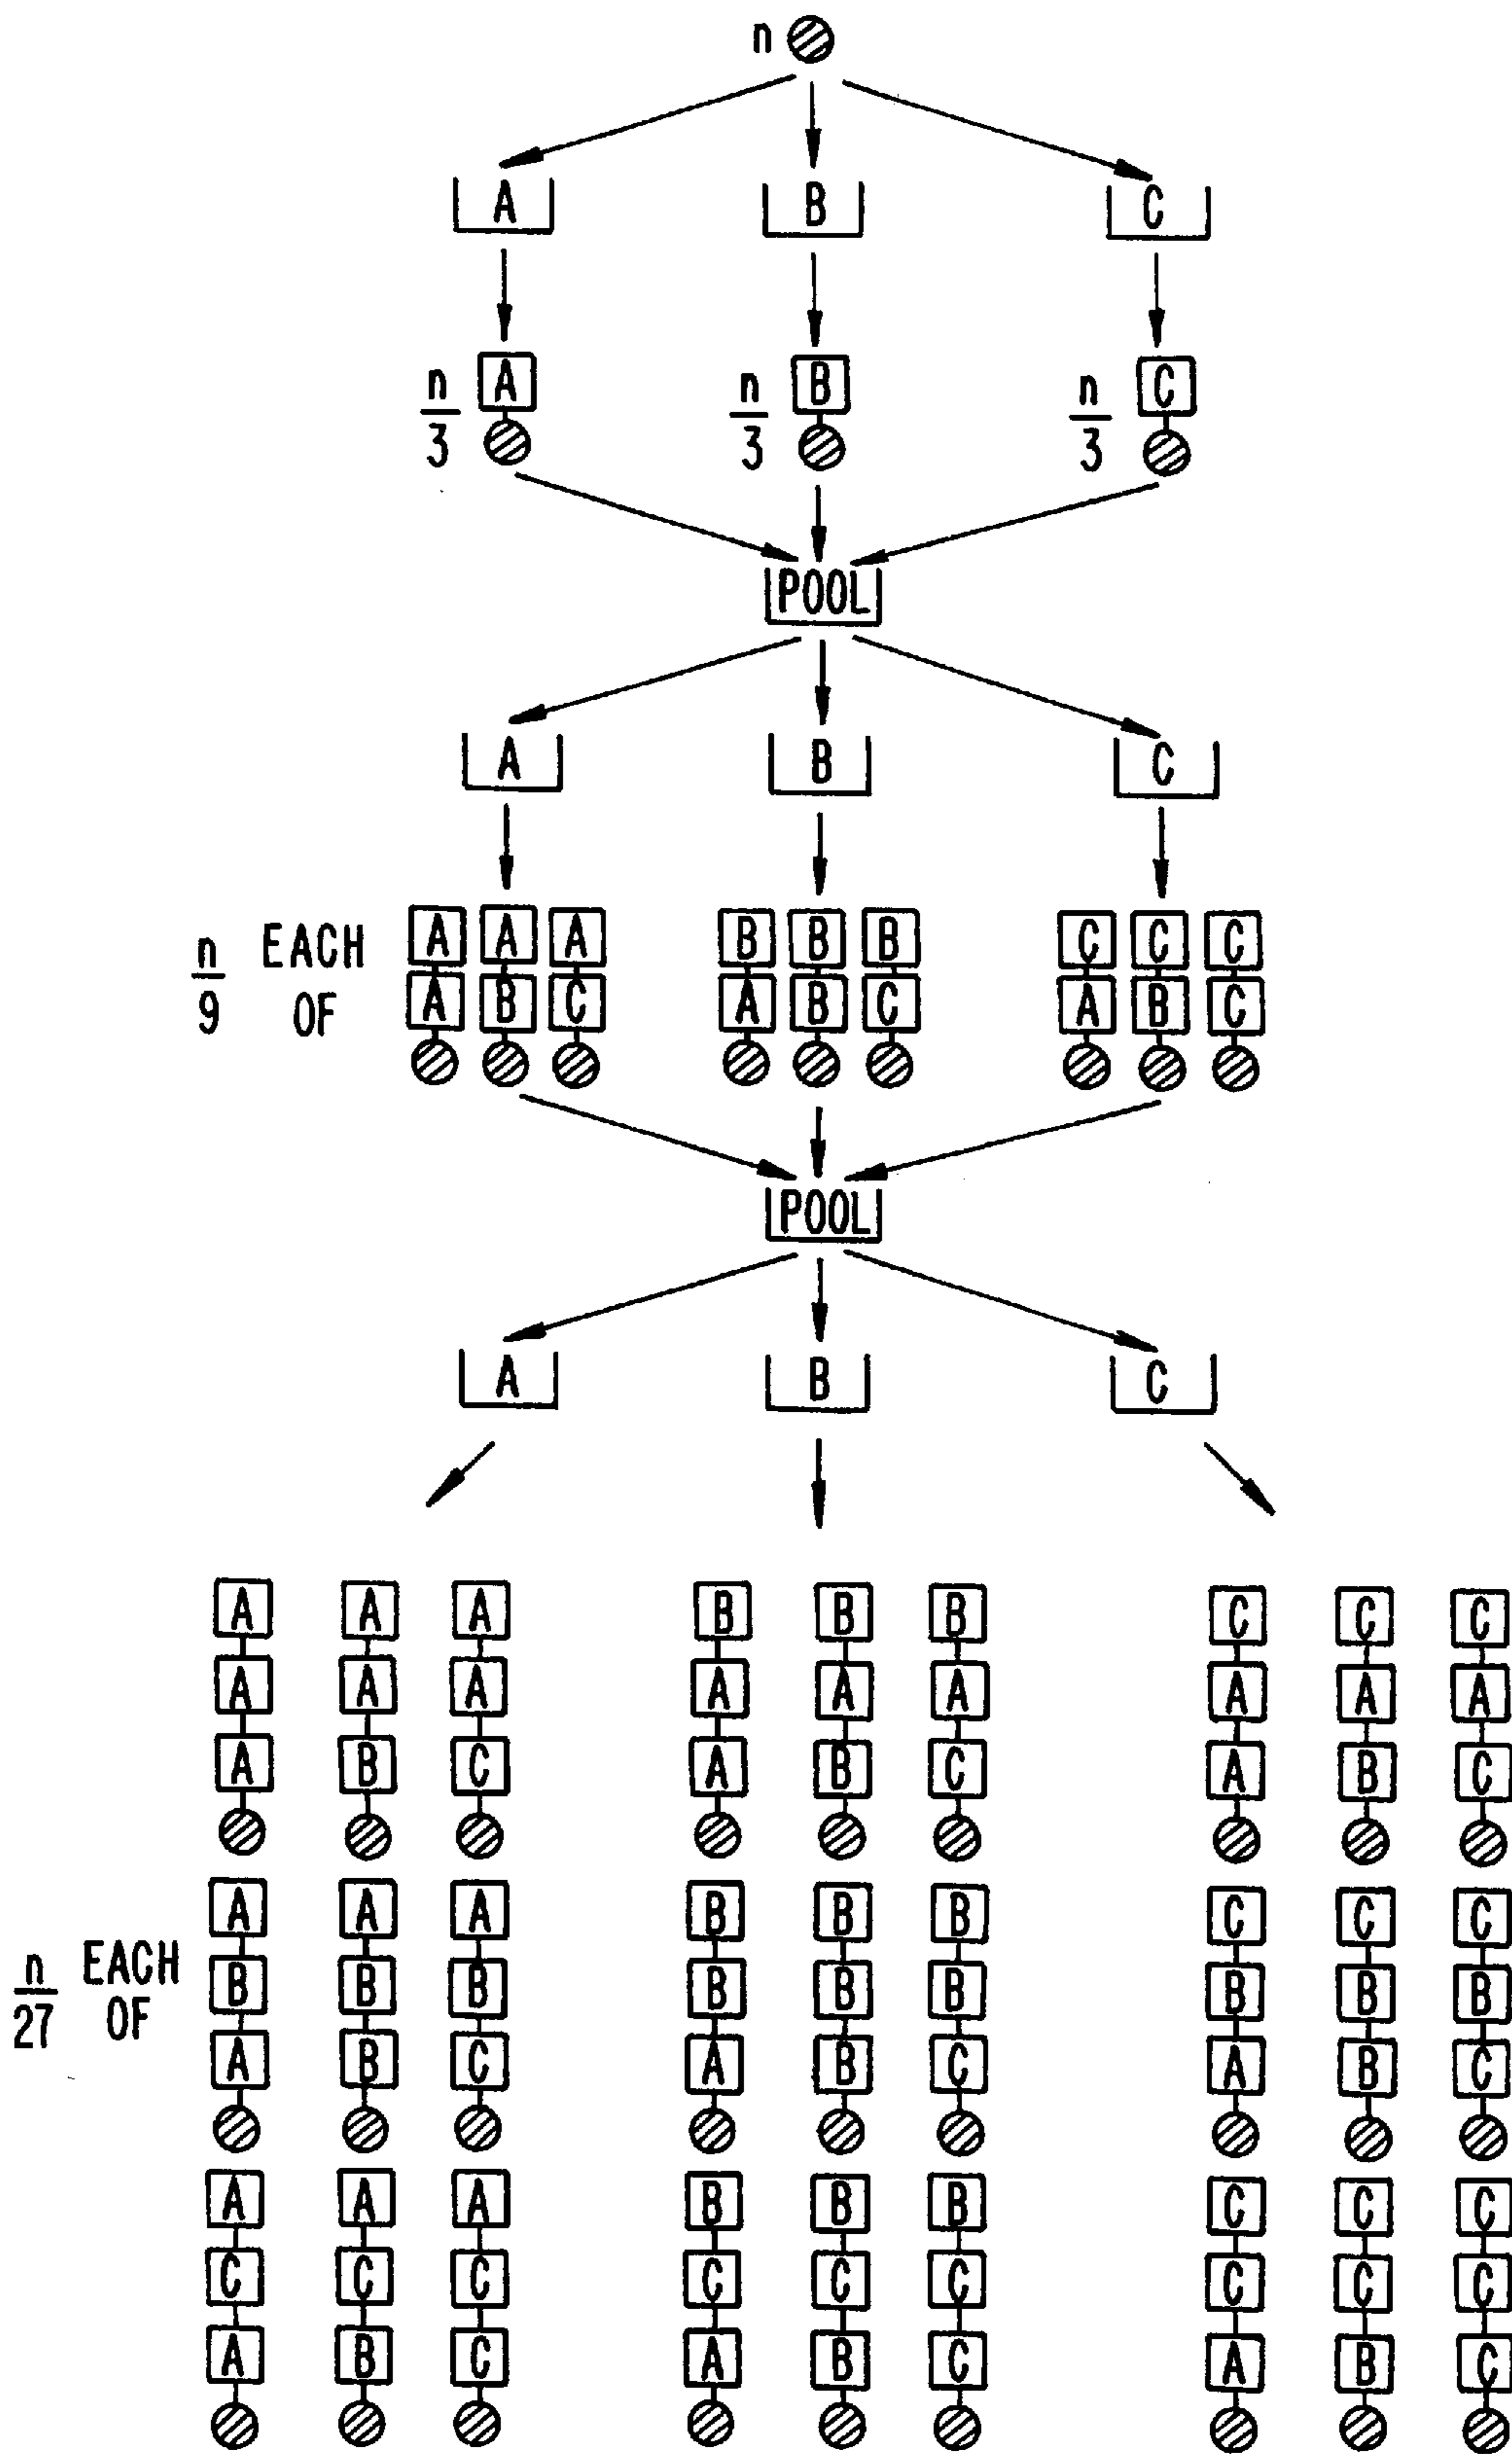 n
A B C
n/3 A n/3 B n/3 C
POOL
A B C
n/9 EACH OF
A A A B B B C C C
A B C A B C A B C
POOL
A B C
A A A B B B C C C
A A A A A A A A A
A B C A B C A B C
n/27 EACH OF
A A A B B B C C C
B B B B B B B B B
A B C A B C A B C
A A A B B B C C C
C C C C C C C C C
A B C A B C A B C